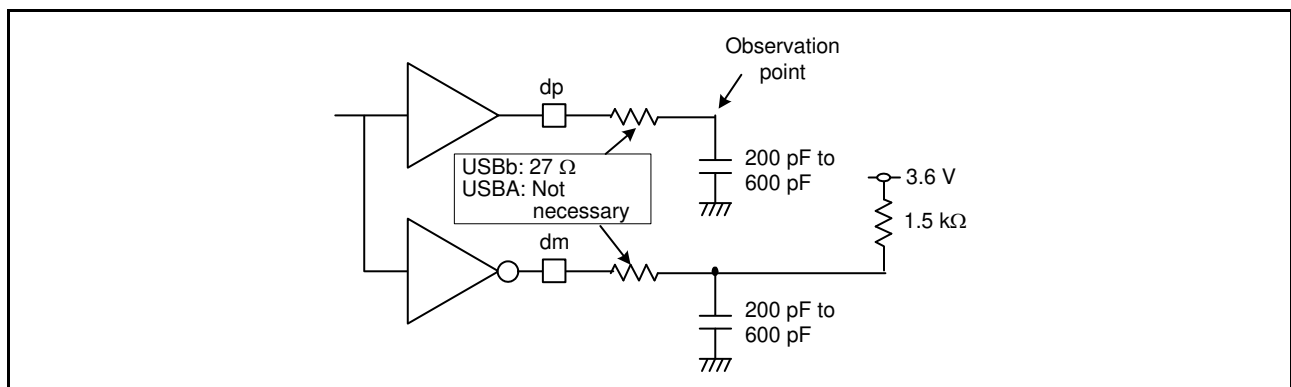 Observation
point
dp
USBb: 27 Ω
USBA: Not
necessary
200 pF to
600 pF
3.6 V
1.5 kΩ
dm
200 pF to
600 pF